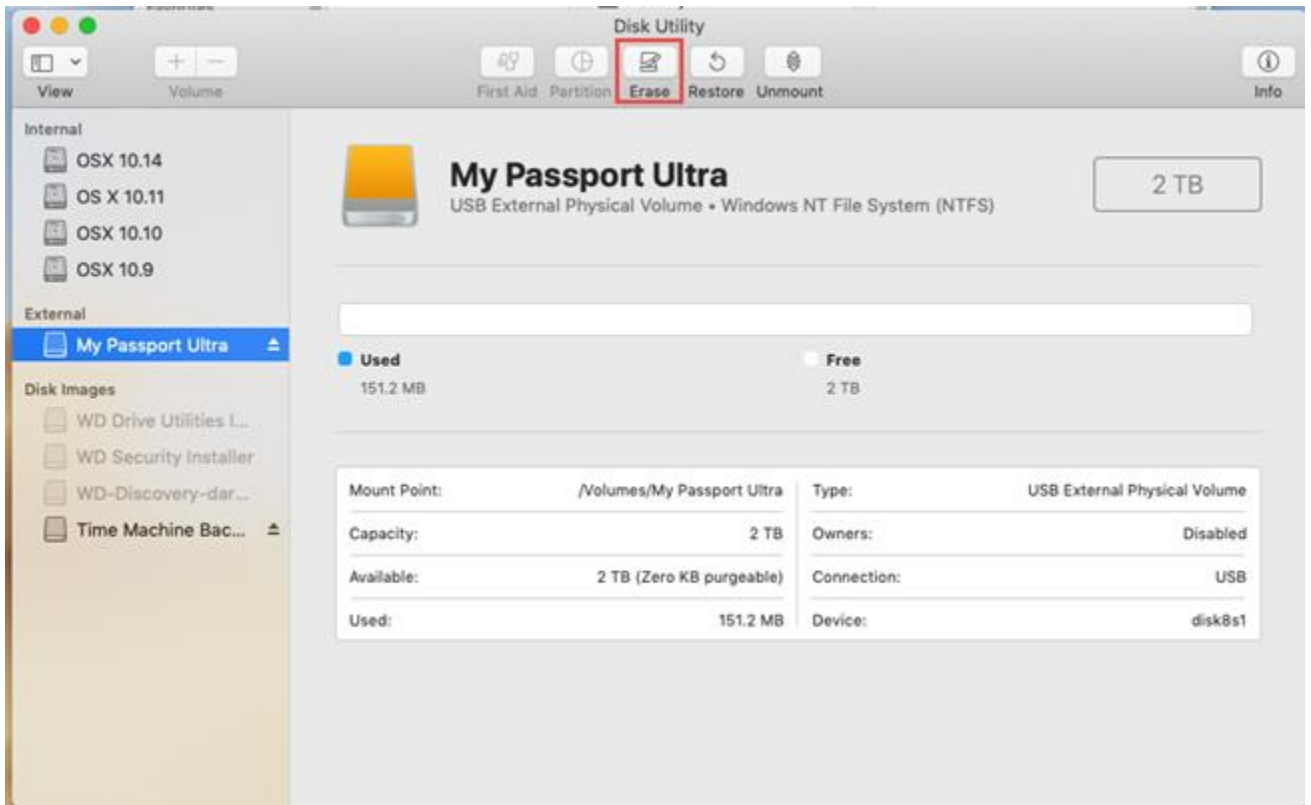 Disk Utility
View
Volume
First Aid
Partition
Erase
Restore
Unmount
Info
Internal
OSX 10.14
OS X 10.11
OSX 10.10
OSX 10.9
External
My Passport Ultra
Disk Images
WD Drive Utilities I...
WD Security Installer
WD-Discovery-dar...
Time Machine Bac...
My Passport Ultra
USB External Physical Volume • Windows NT File System (NTFS)
2 TB
Used
151.2 MB
Free
2 TB
Mount Point: /Volumes/My Passport Ultra
Type: USB External Physical Volume
Capacity: 2 TB
Owners: Disabled
Available: 2 TB (Zero KB purgeable)
Connection: USB
Used: 151.2 MB
Device: disk8s1